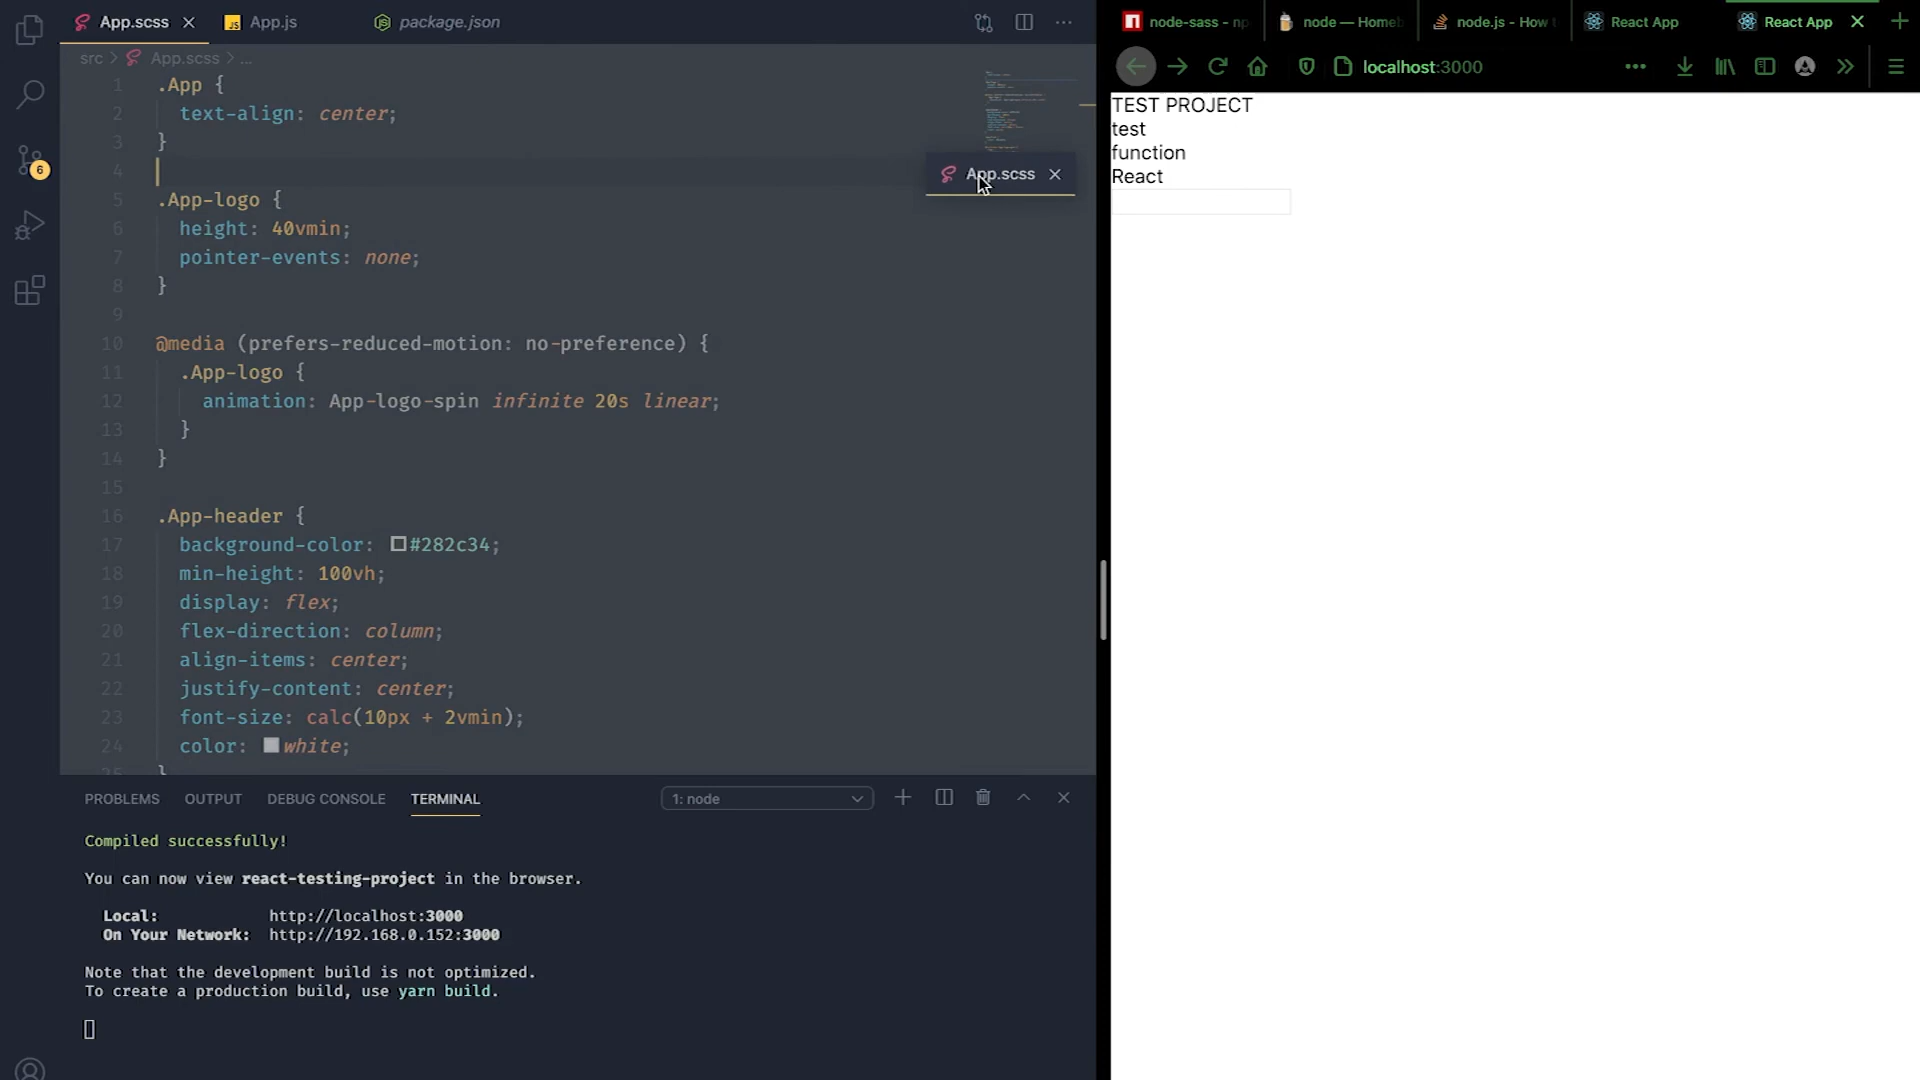 App.scss
JS App.js
package.json
src > App.scss > ...
1 .App {
2 text-align: center;
3 }
4
5 .App-logo {
6 height: 40vmin;
7 pointer-events: none;
8 }
9
10 @media (prefers-reduced-motion: no-preference) {
11 .App-logo {
12 animation: App-logo-spin infinite 20s linear;
13 }
14 }
15
16 .App-header {
17 background-color: #282c34;
18 min-height: 100vh;
19 display: flex;
20 flex-direction: column;
21 align-items: center;
22 justify-content: center;
23 font-size: calc(10px + 2vmin);
24 color: white;
25 }
App.scss
6
PROBLEMS OUTPUT DEBUG CONSOLE TERMINAL 1: node
Compiled successfully!
You can now view react-testing-project in the browser.
Local: http://localhost:3000
On Your Network: http://192.168.0.152:3000
Note that the development build is not optimized.
To create a production build, use yarn build.
node-sass - np
node — Homeb
node.js - How t
React App
React App
localhost:3000
TEST PROJECT
test
function
React